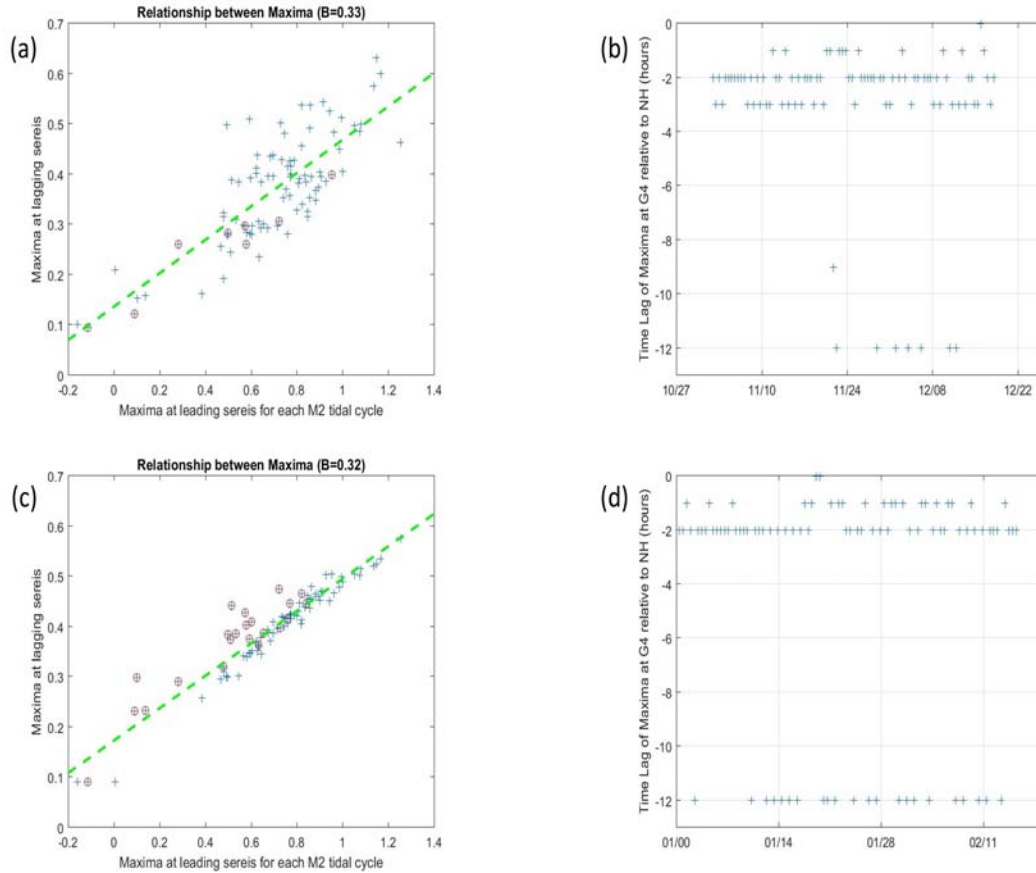 (a)
Relationship between Maxima (B=0.33)
Maxima at lagging sereis
0.7
0.6
0.5
0.4
0.3
0.2
0.1
0
-0.2 0 0.2 0.4 0.6 0.8 1 1.2 1.4
Maxima at leading sereis for each M2 tidal cycle
(b)
Time Lag of Maxima at G4 relative to NH (hours)
0
-2
-4
-6
-8
-10
-12
10/27 11/10 11/24 12/08 12/22
(c)
Relationship between Maxima (B=0.32)
Maxima at lagging sereis
0.7
0.6
0.5
0.4
0.3
0.2
0.1
0
-0.2 0 0.2 0.4 0.6 0.8 1 1.2 1.4
Maxima at leading sereis for each M2 tidal cycle
(d)
Time Lag of Maxima at G4 relative to NH (hours)
0
-2
-4
-6
-8
-10
-12
01/00 01/14 01/28 02/11